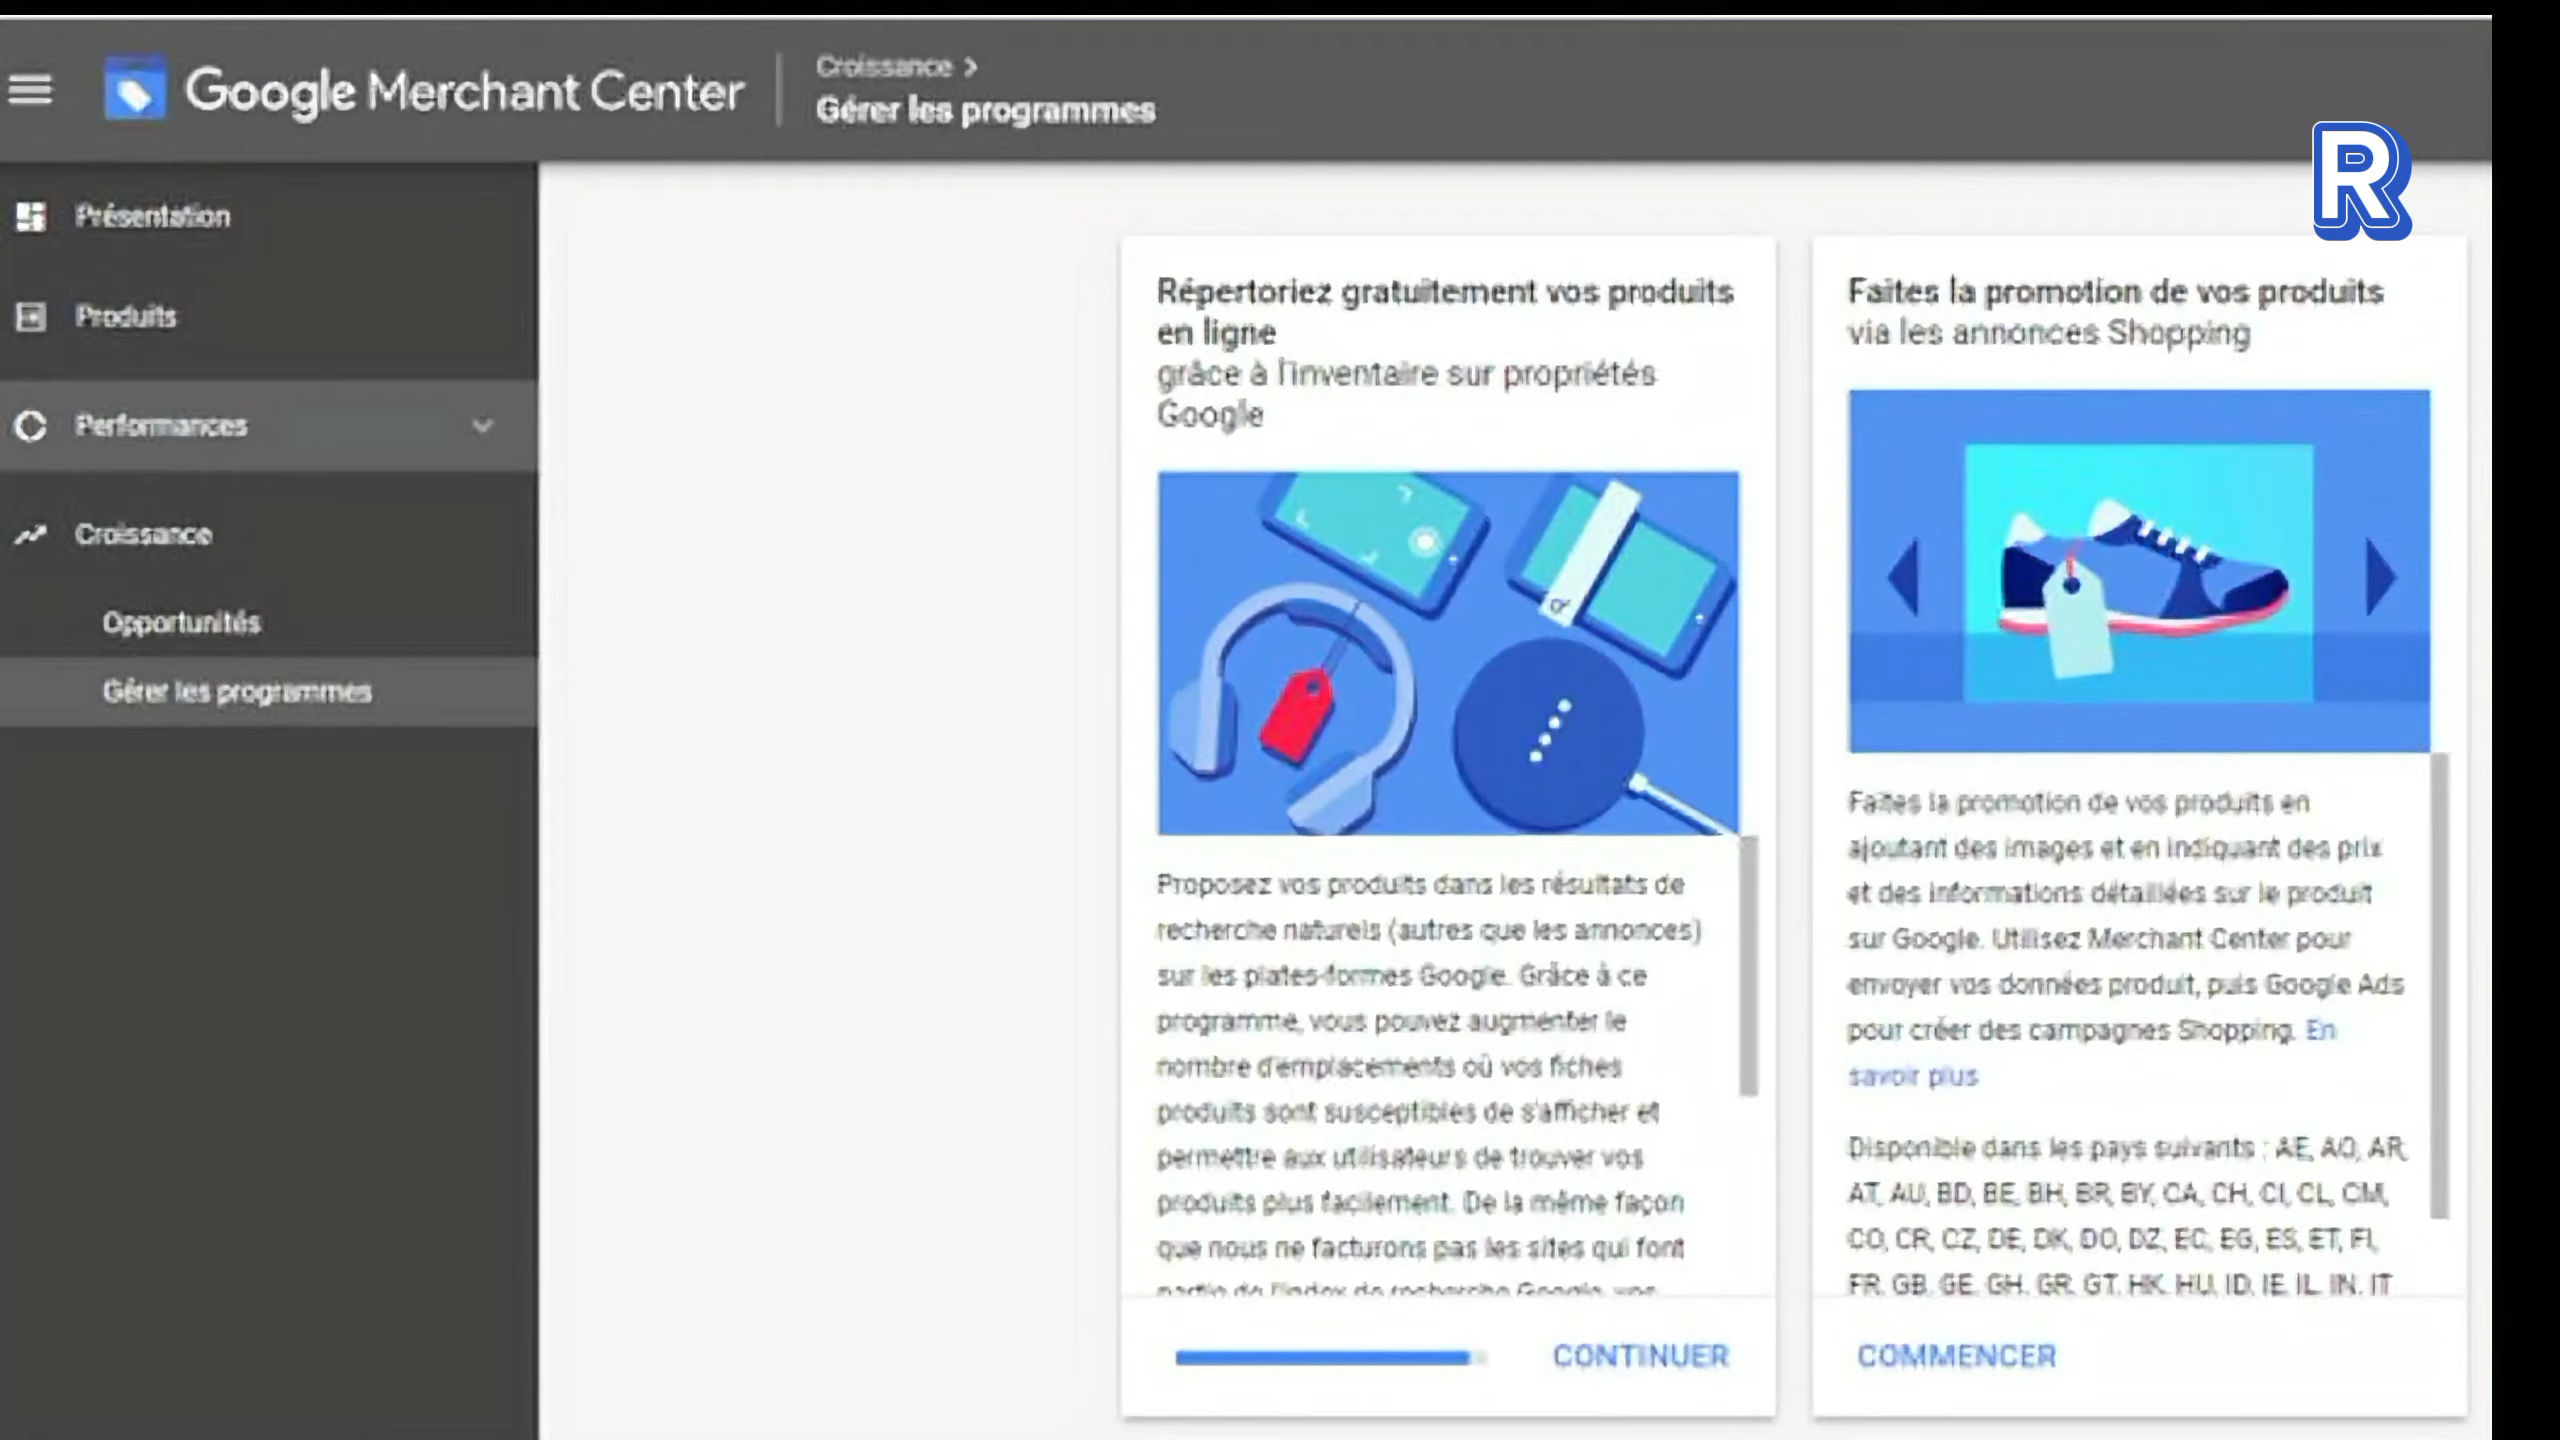 Google Merchant Center
Croissance >
Gérer les programmes
R
Présentation
Produits
Performances
Croissance
Opportunités
Gérer les programmes
Répertoriez gratuitement vos produits
en ligne
grâce à l'inventaire sur propriétés
Google
Proposez vos produits dans les résultats de
recherche naturels (autres que les annonces)
sur les plates-formes Google. Grâce à ce
programme, vous pouvez augmenter le
nombre d'emplacements où vos fiches
produits sont susceptibles de s'afficher et
permettre aux utilisateurs de trouver vos
produits plus facilement. De la même façon
que nous ne facturons pas les sites qui font
partie de l'index de recherche Google, vos
CONTINUER
Faites la promotion de vos produits
via les annonces Shopping
Faites la promotion de vos produits en
ajoutant des images et en indiquant des prix
et des informations détaillées sur le produit
sur Google. Utilisez Merchant Center pour
envoyer vos données produit, puis Google Ads
pour créer des campagnes Shopping. En
savoir plus
Disponible dans les pays suivants : AE, AO, AR,
AT, AU, BD, BE, BH, BR, BY, CA, CH, CI, CL, CM,
CO, CR, CZ, DE, DK, DO, DZ, EC, EG, ES, ET, FI,
FR, GB, GE, GH, GR, GT, HK, HU, ID, IE, IL, IN, IT
COMMENCER